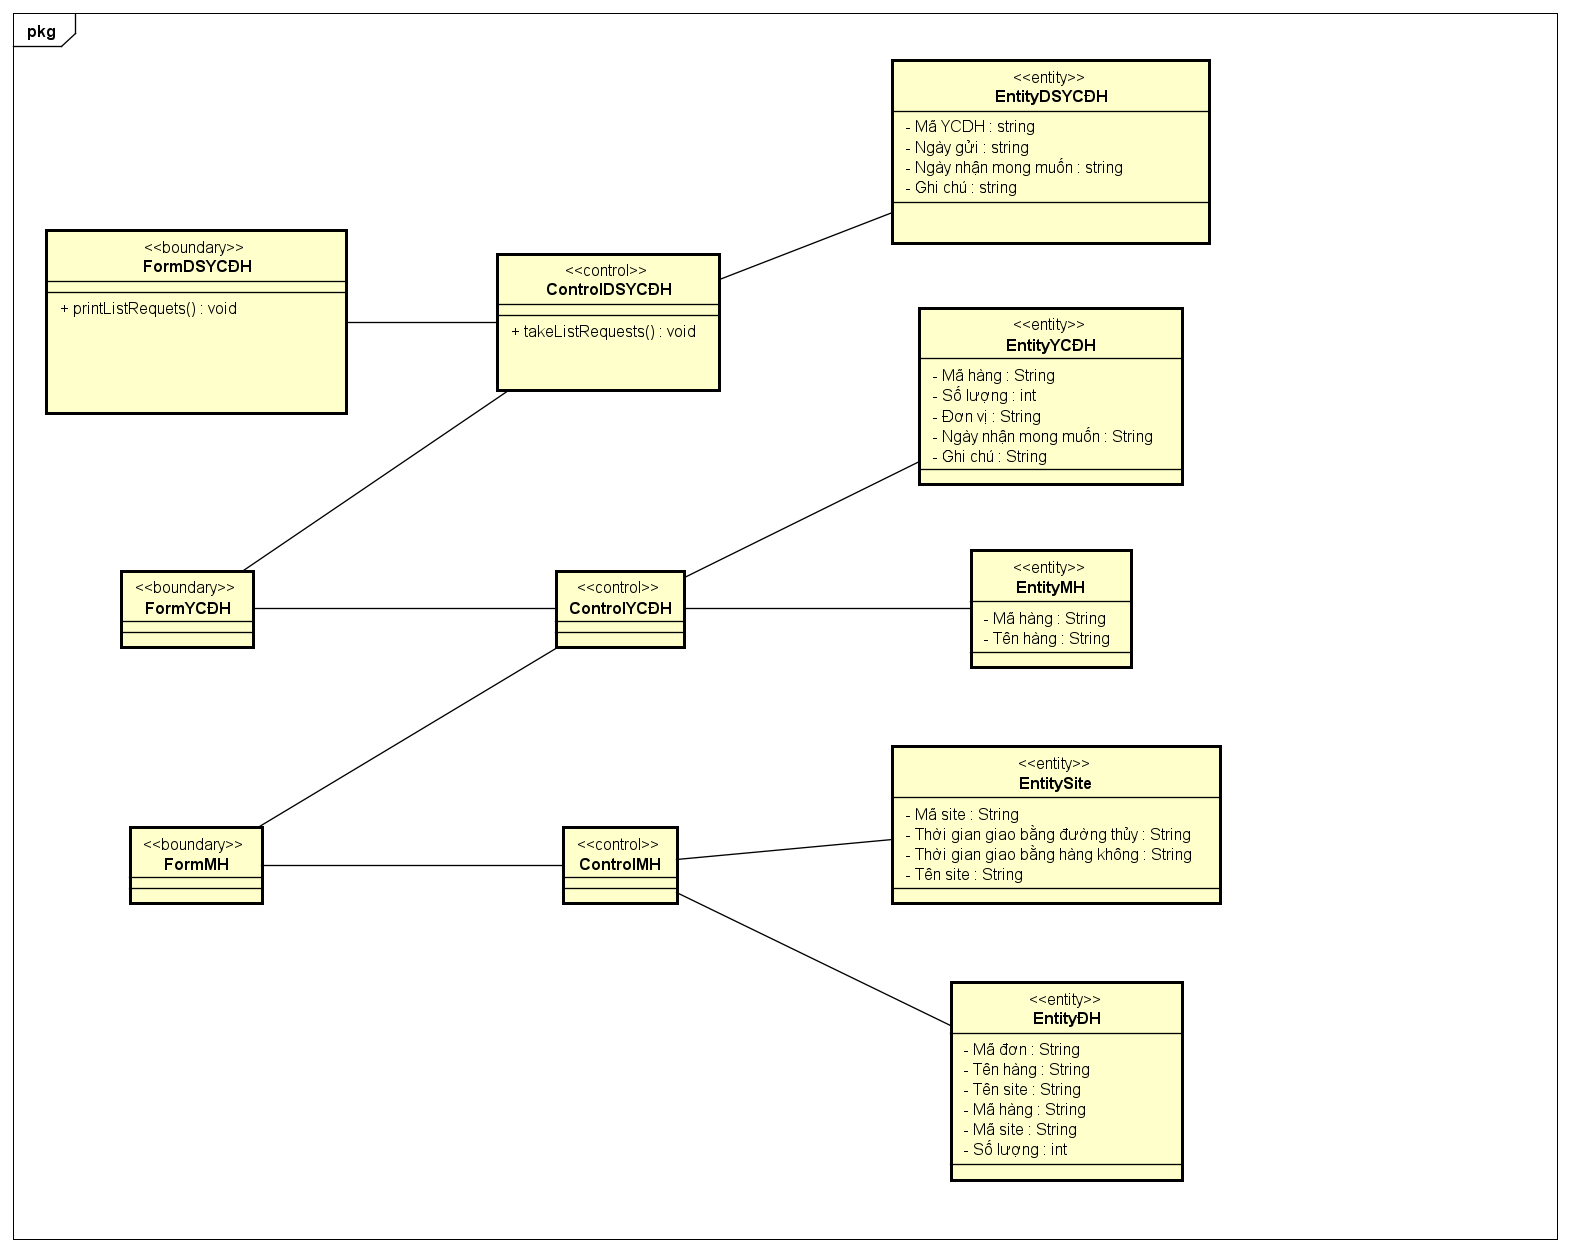 pkg
<<entity>>
EntityDSYCĐH
- Mã YCDH : string
- Ngày gửi : string
- Ngày nhận mong muốn : string
- Ghi chú : string
<<boundary>>
FormDSYCĐH
+ printListRequets() : void
<<control>>
ControlDSYCĐH
+ takeListRequests() : void
<<entity>>
EntityYCĐH
- Mã hàng : String
- Số lượng : int
- Đơn vị : String
- Ngày nhận mong muốn : String
- Ghi chú : String
<<boundary>>
FormYCĐH
<<control>>
ControlYCĐH
<<entity>>
EntityMH
- Mã hàng : String
- Tên hàng : String
<<entity>>
EntitySite
- Mã site : String
- Thời gian giao bằng đường thủy : String
- Thời gian giao bằng hàng không : String
- Tên site : String
<<boundary>>
FormMH
<<control>>
ControlMH
<<entity>>
EntityĐH
- Mã đơn : String
- Tên hàng : String
- Tên site : String
- Mã hàng : String
- Mã site : String
- Số lượng : int